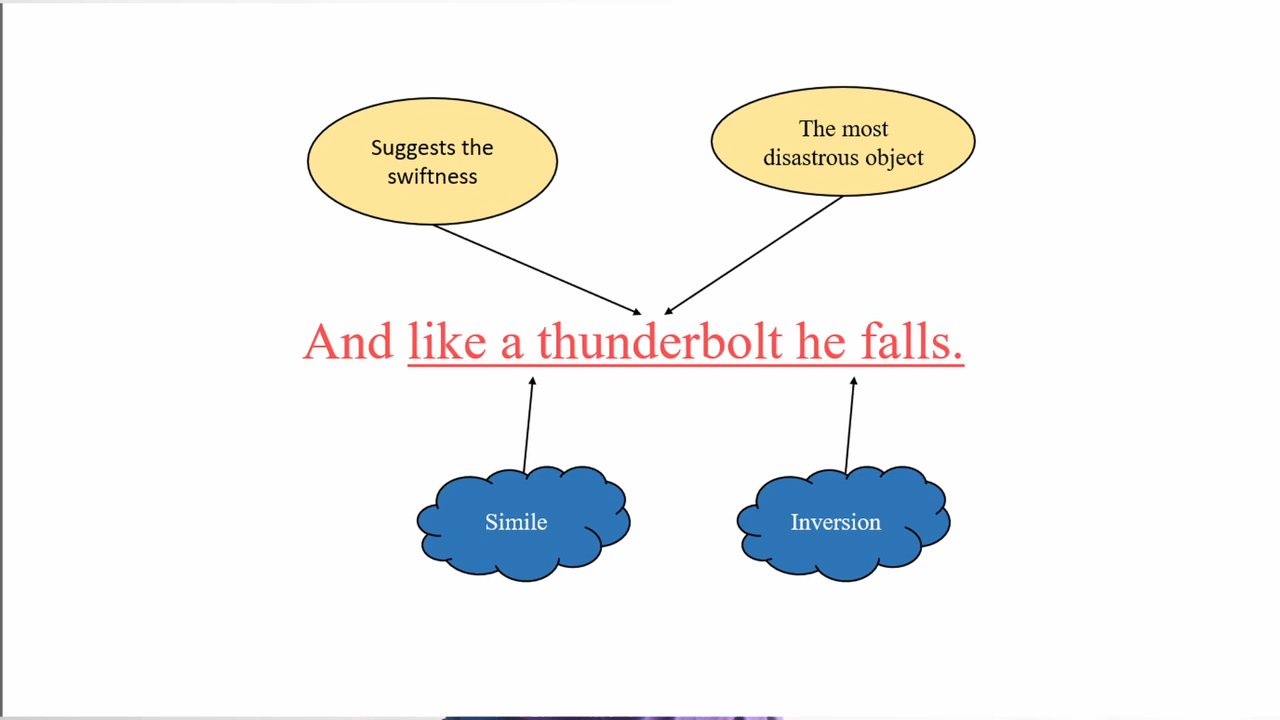 Suggests the
swiftness
The most
disastrous object
And like a thunderbolt he falls.
Simile
Inversion